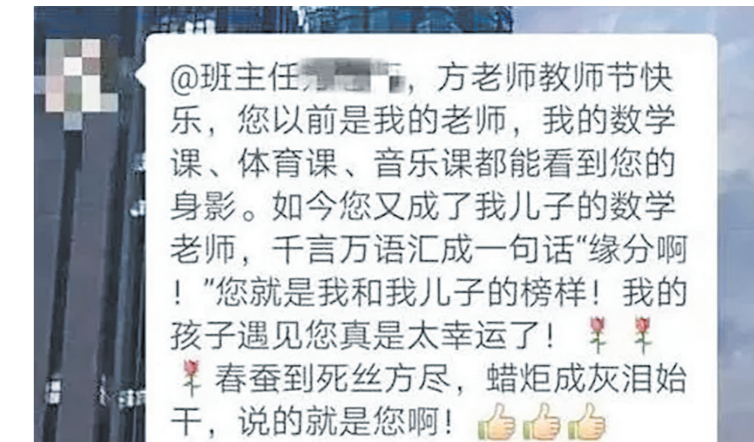 @班主任，方老师教师节快
乐，您以前是我的老师，我的数学
课、体育课、音乐课都能看到您的
身影。如今您又成了我儿子的数学
老师，千言万语汇成一句话“缘分啊
！”您就是我和我儿子的榜样！我的
孩子遇见您真是太幸运了！🌹🌹
🌹春蚕到死丝方尽，蜡炬成灰泪始
干，说的就是您啊！👍👍👍